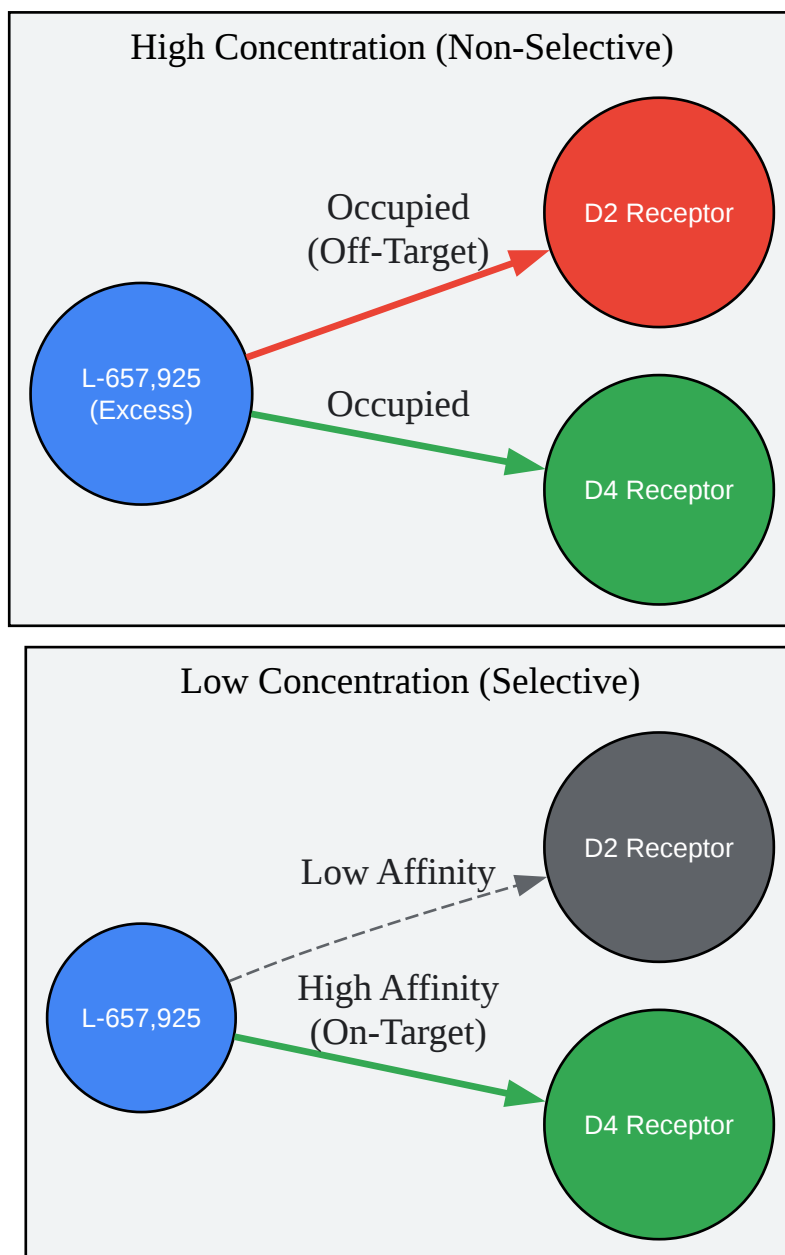 High Concentration (Non-Selective)
D2 Receptor
Occupied
(Off-Target)
L-657,925
(Excess)
Occupied
D4 Receptor
Low Concentration (Selective)
D2 Receptor
Low Affinity
L-657,925
High Affinity
(On-Target)
D4 Receptor